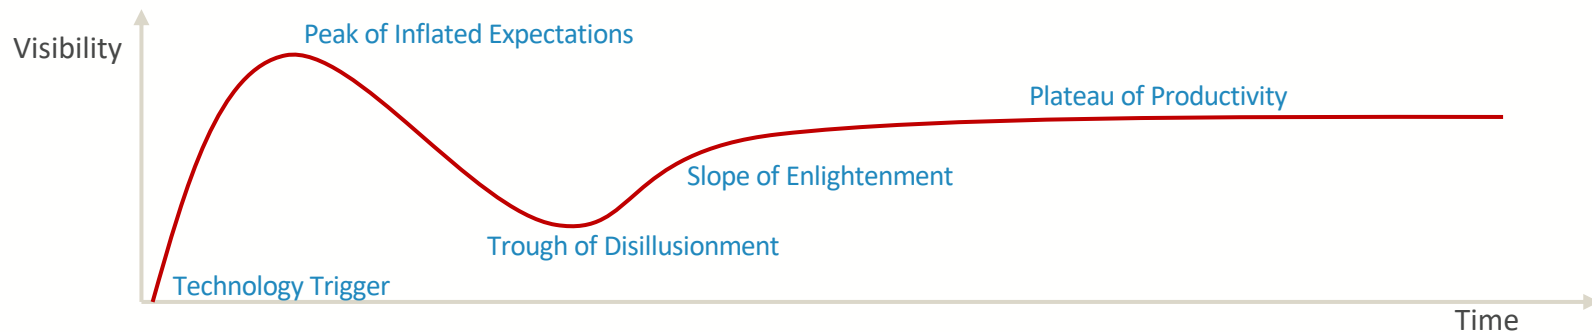 Peak of Inflated Expectations
Visibility
Plateau of Productivity
Slope of Enlightenment
Trough of Disillusionment
Technology Trigger
Time